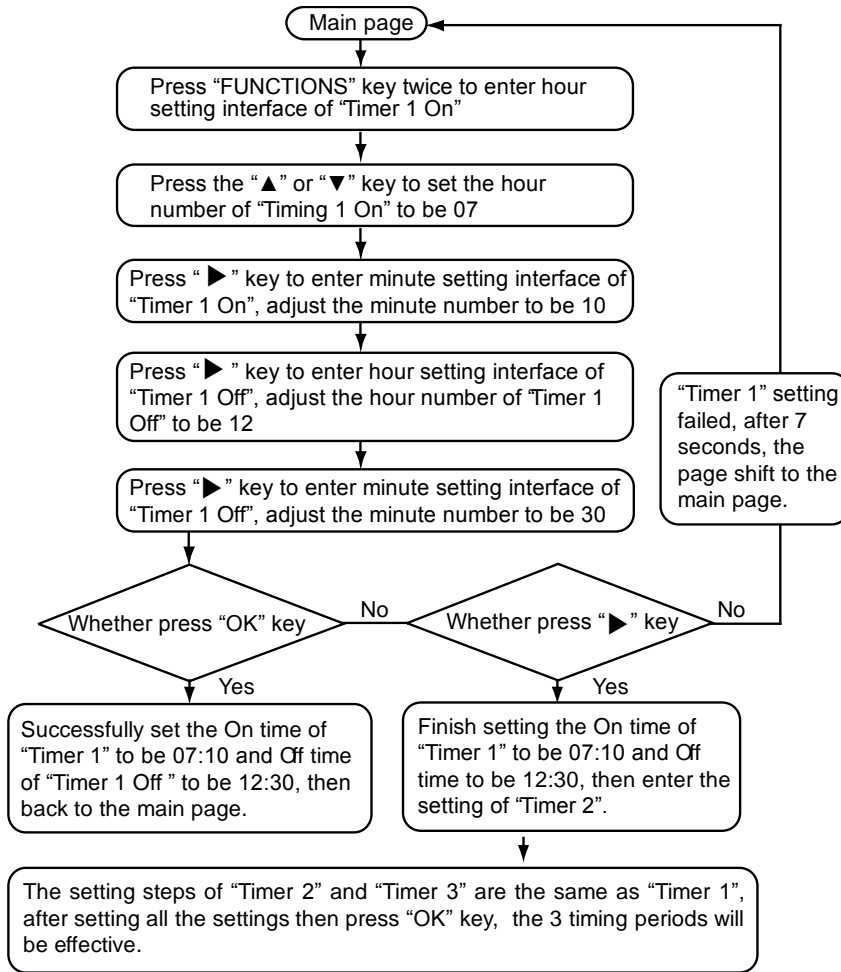 Main page
Press “FUNCTIONS” key twice to enter hour
setting interface of “Timer 1 On”
Press the “▲” or “▼” key to set the hour
number of “Timing 1 On” to be 07
Press “ ▶ ” key to enter minute setting interface of
“Timer 1 On”, adjust the minute number to be 10
Press “ ▶ ” key to enter hour setting interface of
“Timer 1 Off”, adjust the hour number of “Timer 1
Off” to be 12
Press “ ▶ ” key to enter minute setting interface of
“Timer 1 Off”, adjust the minute number to be 30
“Timer 1” setting
failed, after 7
seconds, the
page shift to the
main page.
Whether press “OK” key
No
Whether press “ ▶ ” key
No
Yes
Yes
Successfully set the On time of
“Timer 1” to be 07:10 and Off time
of “Timer 1 Off ” to be 12:30, then
back to the main page.
Finish setting the On time of
“Timer 1” to be 07:10 and Off
time to be 12:30, then enter the
setting of “Timer 2”.
The setting steps of “Timer 2” and “Timer 3” are the same as “Timer 1”,
after setting all the settings then press “OK” key, the 3 timing periods will
be effective.